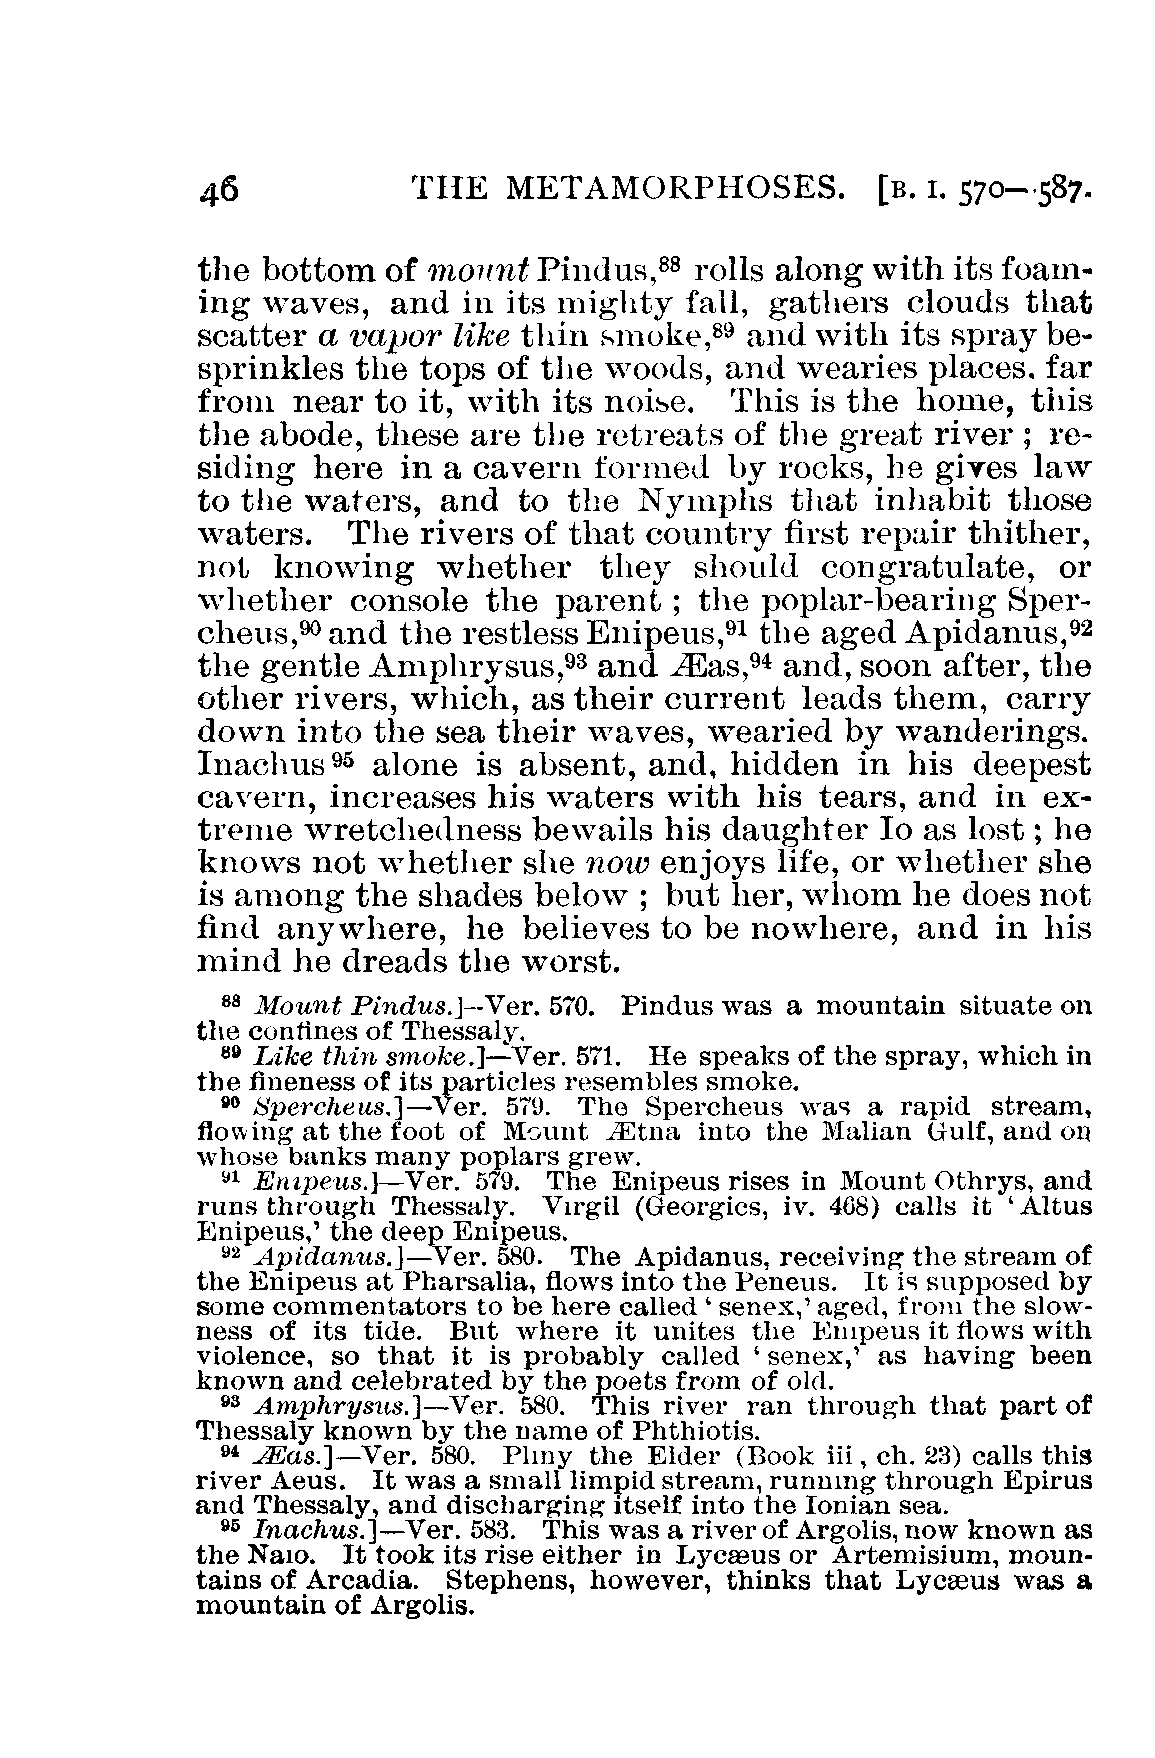 46 THE METAMORPHOSES. [B. I. 570—587.
the bottom of mount Pindus,⁸⁸ rolls along with its foam-
ing waves, and in its mighty fall, gathers clouds that
scatter a vapor like thin smoke,⁸⁹ and with its spray be-
sprinkles the tops of the woods, and wearies places, far
from near to it, with its noise. This is the home, this
the abode, these are the retreats of the great river ; re-
siding here in a cavern formed by rocks, he gives law
to the waters, and to the Nymphs that inhabit those
waters. The rivers of that country first repair thither,
not knowing whether they should congratulate, or
whether console the parent ; the poplar-bearing Sper-
cheus,⁹⁰ and the restless Enipeus,⁹¹ the aged Apidanus,⁹²
the gentle Amphrysus,⁹³ and Æas,⁹⁴ and, soon after, the
other rivers, which, as their current leads them, carry
down into the sea their waves, wearied by wanderings.
Inachus⁹⁵ alone is absent, and, hidden in his deepest
cavern, increases his waters with his tears, and in ex-
treme wretchedness bewails his daughter Io as lost ; he
knows not whether she now enjoys life, or whether she
is among the shades below ; but her, whom he does not
find anywhere, he believes to be nowhere, and in his
mind he dreads the worst.
⁸⁸ Mount Pindus.]—Ver. 570. Pindus was a mountain situate on
the confines of Thessaly.
⁸⁹ Like thin smoke.]—Ver. 571. He speaks of the spray, which in
the fineness of its particles resembles smoke.
⁹⁰ Spercheus.]—Ver. 579. The Spercheus was a rapid stream,
flowing at the foot of Mount Ætna into the Malian Gulf, and on
whose banks many poplars grew.
⁹¹ Enipeus.]—Ver. 579. The Enipeus rises in Mount Othrys, and
runs through Thessaly. Virgil (Georgics, iv. 468) calls it ‘Altus
Enipeus,’ the deep Enipeus.
⁹² Apidanus.]—Ver. 580. The Apidanus, receiving the stream of
the Enipeus at Pharsalia, flows into the Peneus. It is supposed by
some commentators to be here called ‘senex,’ aged, from the slow-
ness of its tide. But where it unites the Enipeus it flows with
violence, so that it is probably called ‘senex,’ as having been
known and celebrated by the poets from of old.
⁹³ Amphrysus.]—Ver. 580. This river ran through that part of
Thessaly known by the name of Phthiotis.
⁹⁴ Æas.]—Ver. 580. Pliny the Elder (Book iii, ch. 23) calls this
river Aeus. It was a small limpid stream, running through Epirus
and Thessaly, and discharging itself into the Ionian sea.
⁹⁵ Inachus.]—Ver. 583. This was a river of Argolis, now known as
the Naio. It took its rise either in Lycæus or Artemisium, moun-
tains of Arcadia. Stephens, however, thinks that Lycæus was a
mountain of Argolis.